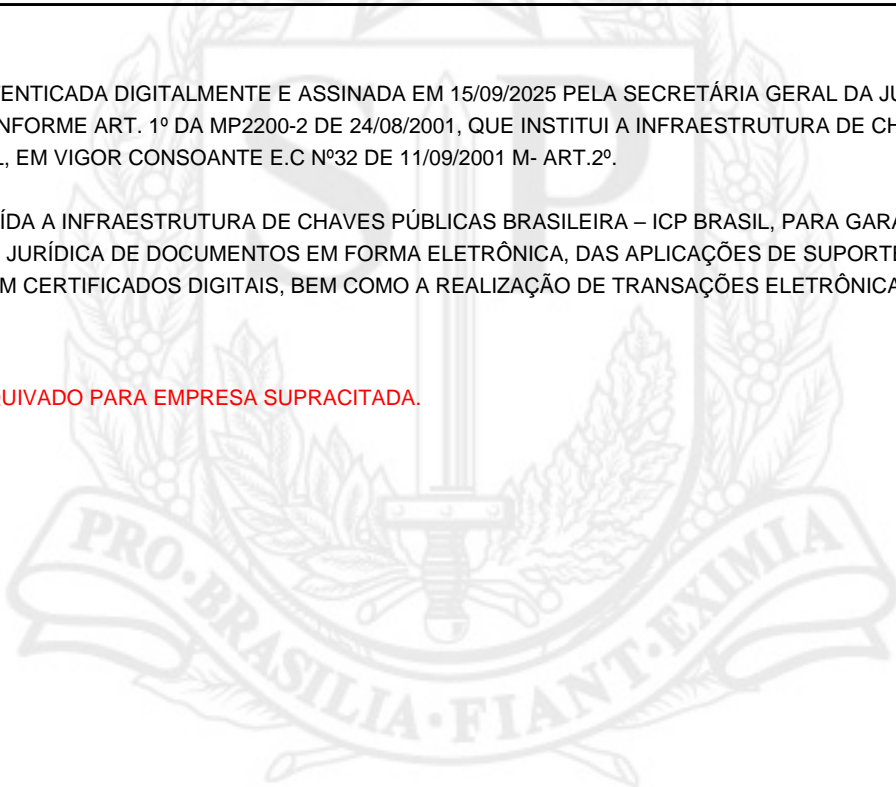 ENTICADA DIGITALMENTE E ASSINADA EM 15/09/2025 PELA SECRETÁRIA GERAL DA JU
NFORME ART. 1º DA MP2200-2 DE 24/08/2001, QUE INSTITUI A INFRAESTRUTURA DE CH
L, EM VIGOR CONSOANTE E.C Nº32 DE 11/09/2001 M- ART.2º.
ÍDA A INFRAESTRUTURA DE CHAVES PÚBLICAS BRASILEIRA – ICP BRASIL, PARA GARA
JURÍDICA DE DOCUMENTOS EM FORMA ELETRÔNICA, DAS APLICAÇÕES DE SUPORTE
M CERTIFICADOS DIGITAIS, BEM COMO A REALIZAÇÃO DE TRANSAÇÕES ELETRÔNICA
UIVADO PARA EMPRESA SUPRACITADA.
SP
PRO·BRASILIA·FIANT·EXIMIA